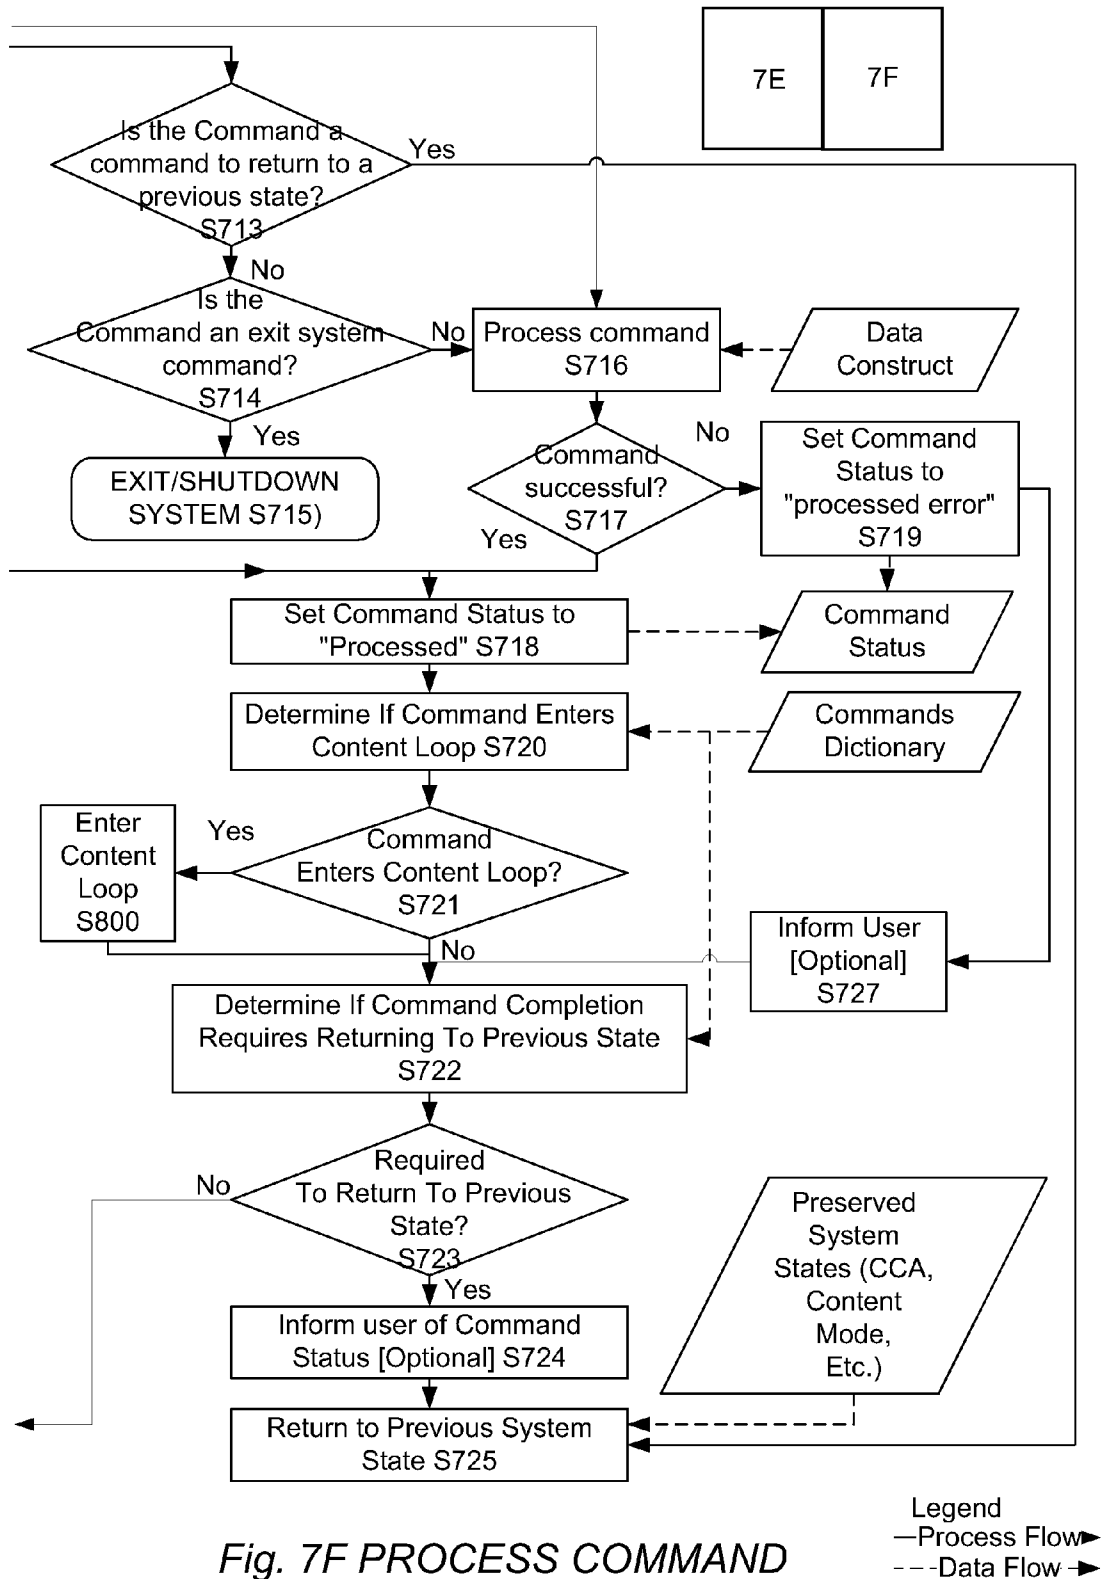 7E
7F
Is the Command a
command to return to a
previous state?
S713
Yes
No
Is the
Command an exit system
command?
S714
No
Process command
S716
Data
Construct
Yes
EXIT/SHUTDOWN
SYSTEM S715)
Command
successful?
S717
No
Set Command
Status to
"processed error"
S719
Yes
Set Command Status to
"Processed" S718
Command
Status
Determine If Command Enters
Content Loop S720
Commands
Dictionary
Enter
Content
Loop
S800
Yes
Command
Enters Content Loop?
S721
No
Inform User
[Optional]
S727
Determine If Command Completion
Requires Returning To Previous State
S722
No
Required
To Return To Previous
State?
S723
Yes
Preserved
System
States (CCA,
Content
Mode,
Etc.)
Inform user of Command
Status [Optional] S724
Return to Previous System
State S725
Legend
Process Flow
Data Flow
Fig. 7F PROCESS COMMAND